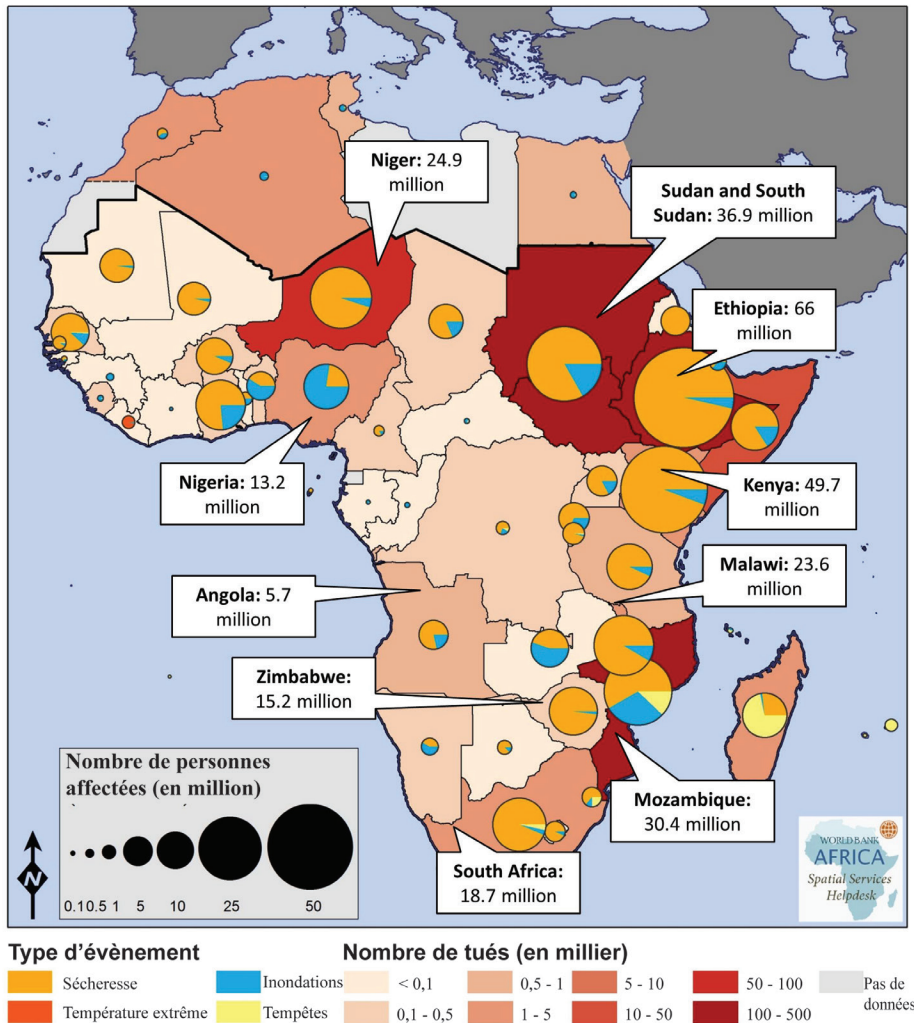 Niger: 24.9
million
Sudan and South
Sudan: 36.9 million
Ethiopia: 66
million
Nigeria: 13.2
million
Kenya: 49.7
million
Malawi: 23.6
million
Angola: 5.7
million
Zimbabwe:
15.2 million
Mozambique:
30.4 million
South Africa:
18.7 million
Nombre de personnes
affectées (en million)
0.1 0.5 1 5 10 25 50
N
WORLD BANK
AFRICA
Spatial Services
Helpdesk
Type d'évènement
Sécheresse
Inondations
Température extrême
Tempêtes
Nombre de tués (en millier)
< 0,1
0,5 - 1
5 - 10
50 - 100
Pas de
données
0,1 - 0,5
1 - 5
10 - 50
100 - 500